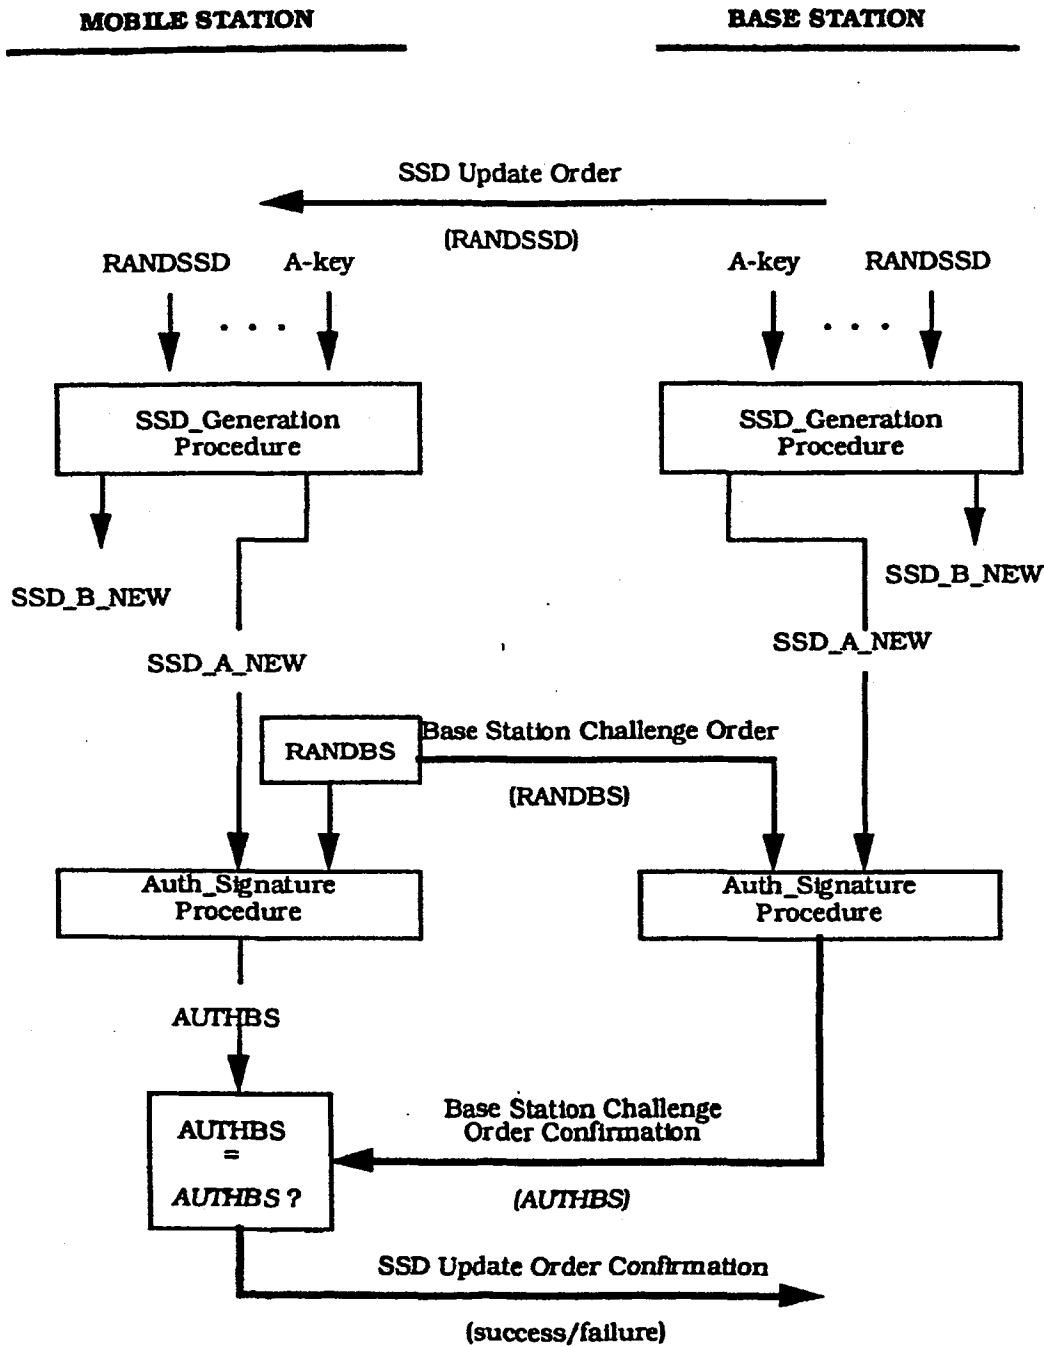 MOBILE STATION
BASE STATION
SSD Update Order
(RANDSSD)
RANDSSD
A-key
A-key
RANDSSD
. . .
. . .
SSD_Generation
Procedure
SSD_Generation
Procedure
SSD_B_NEW
SSD_B_NEW
SSD_A_NEW
SSD_A_NEW
RANDBS
Base Station Challenge Order
(RANDBS)
Auth_Signature
Procedure
Auth_Signature
Procedure
AUTHBS
AUTHBS
=
AUTHBS ?
Base Station Challenge
Order Confirmation
(AUTHBS)
SSD Update Order Confirmation
(success/failure)